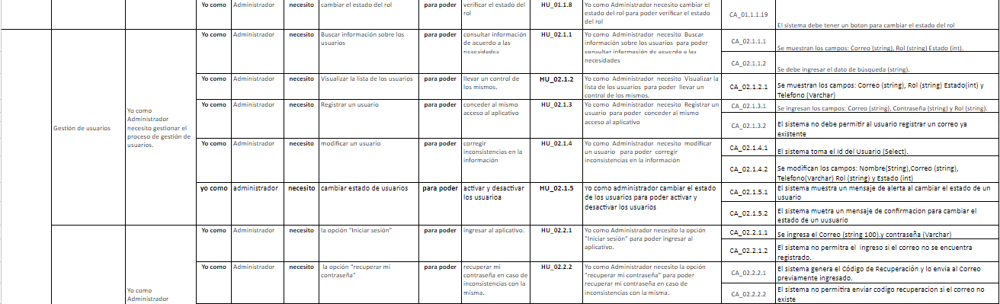 Yo como Administrador necesito cambiar el estado del rol para poder verificar el estado del rol HU_01.1.8 Yo como Administrador necesito cambiar el estado del rol para poder verificar el estado del rol CA_01.1.1.19 El sistema debe tener un boton para cambiar el estado del rol
Gestión de usuarios
Yo como
Administrador
necesito gestionar el
proceso de gestión de
usuarios.
Yo como Administrador necesito Buscar información sobre los usuarios para poder consultar información de acuerdo a las necesidades HU_02.1.1 Yo como Administrador necesito Buscar información sobre los usuarios para poder consultar información de acuerdo a las necesidades
CA_02.1.1.1 Se muestran los campos: Correo (string), Rol (string) Estado (int).
CA_02.1.1.2 Se debe ingresar el dato de búsqueda (string).
Yo como Administrador necesito Visualizar la lista de los usuarios para poder llevar un control de los mismos. HU_02.1.2 Yo como Administrador necesito Visualizar la lista de los usuarios para poder llevar un control de los mismos.
CA_02.1.2.1 Se muestran los campos: Correo (string), Rol (string) Estado(int) y Telefono (Varchar)
Yo como Administrador necesito Registrar un usuario para poder conceder al mismo acceso al aplicativo HU_02.1.3 Yo como Administrador necesito Registrar un usuario para poder conceder al mismo acceso al aplicativo
CA_02.1.3.1 Se ingresan los campos: Correo (string), Contraseña (string) y Rol (string).
CA_02.1.3.2 El sistema no debe permitir al usuario registrar un correo ya existente
Yo como Administrador necesito modificar un usuario para poder corregir inconsistencias en la información HU_02.1.4 Yo como Administrador necesito modificar un usuario para poder corregir inconsistencias en la información
CA_02.1.4.1 El sistema toma el Id del Usuario (Select).
CA_02.1.4.2 Se modifican los campos: Nombre(String),Correo (string), Telefono(Varchar) Rol (string) y Estado (int)
yo como administrador necesito cambiar estado de usuarios para poder activar y desactivar los usuarioa HU_02.1.5 Yo como administrador cambiar el estado de los usuarios para poder activar y desactivar los usuarios
CA_02.1.5.1 El sistema muestra un mensaje de alerta al cambiar el estado de un usuario
CA_02.1.5.2 El sistema muetra un mensaje de confirmacion para cambiar el estado de un uusuario
Yo como
Administrador
Yo como Administrador necesito la opción "Iniciar sesión" para poder ingresar al aplicativo. HU_02.2.1 Yo como Administrador necesito la opción "Iniciar sesión" para poder ingresar al aplicativo.
CA_02.2.1.1 Se ingresa el Correo (string 100).y contraseña (Varchar)
CA_02.2.1.2 El sistema no permitra el ingreso si el correo no se encuentra registrado.
Yo como Administrador necesito la opción "recuperar mi contraseña" para poder recuperar mi contraseña en caso de inconsistencias con la misma. HU_02.2.2 Yo como Administrador necesito la opción "recuperar mi contraseña" para poder recuperar mi contraseña en caso de inconsistencias con la misma.
CA_02.2.2.1 El sistema genera el Código de Recuperación y lo envia al Correo previamente ingresado.
CA_02.2.2.2 El sistema no permitira enviar codigo recuperacion si el correo no existe